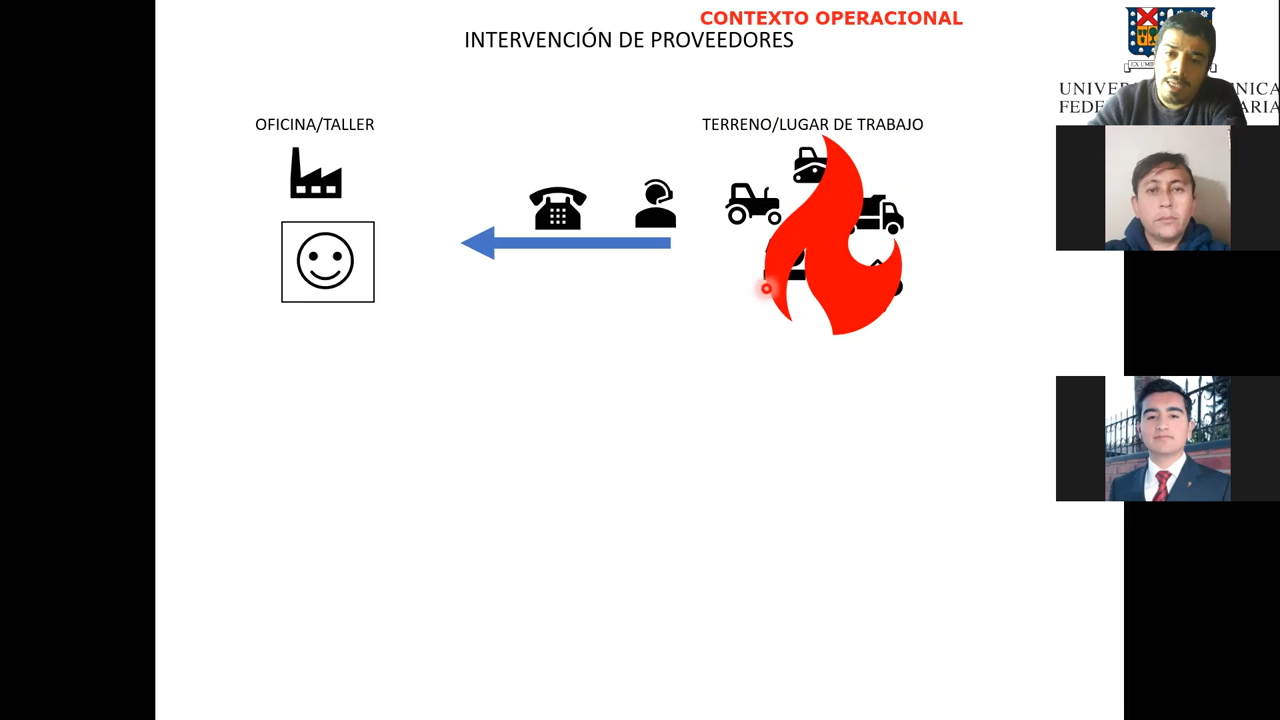 CONTEXTO OPERACIONAL
INTERVENCIÓN DE PROVEEDORES
OFICINA/TALLER
TERRENO/LUGAR DE TRABAJO